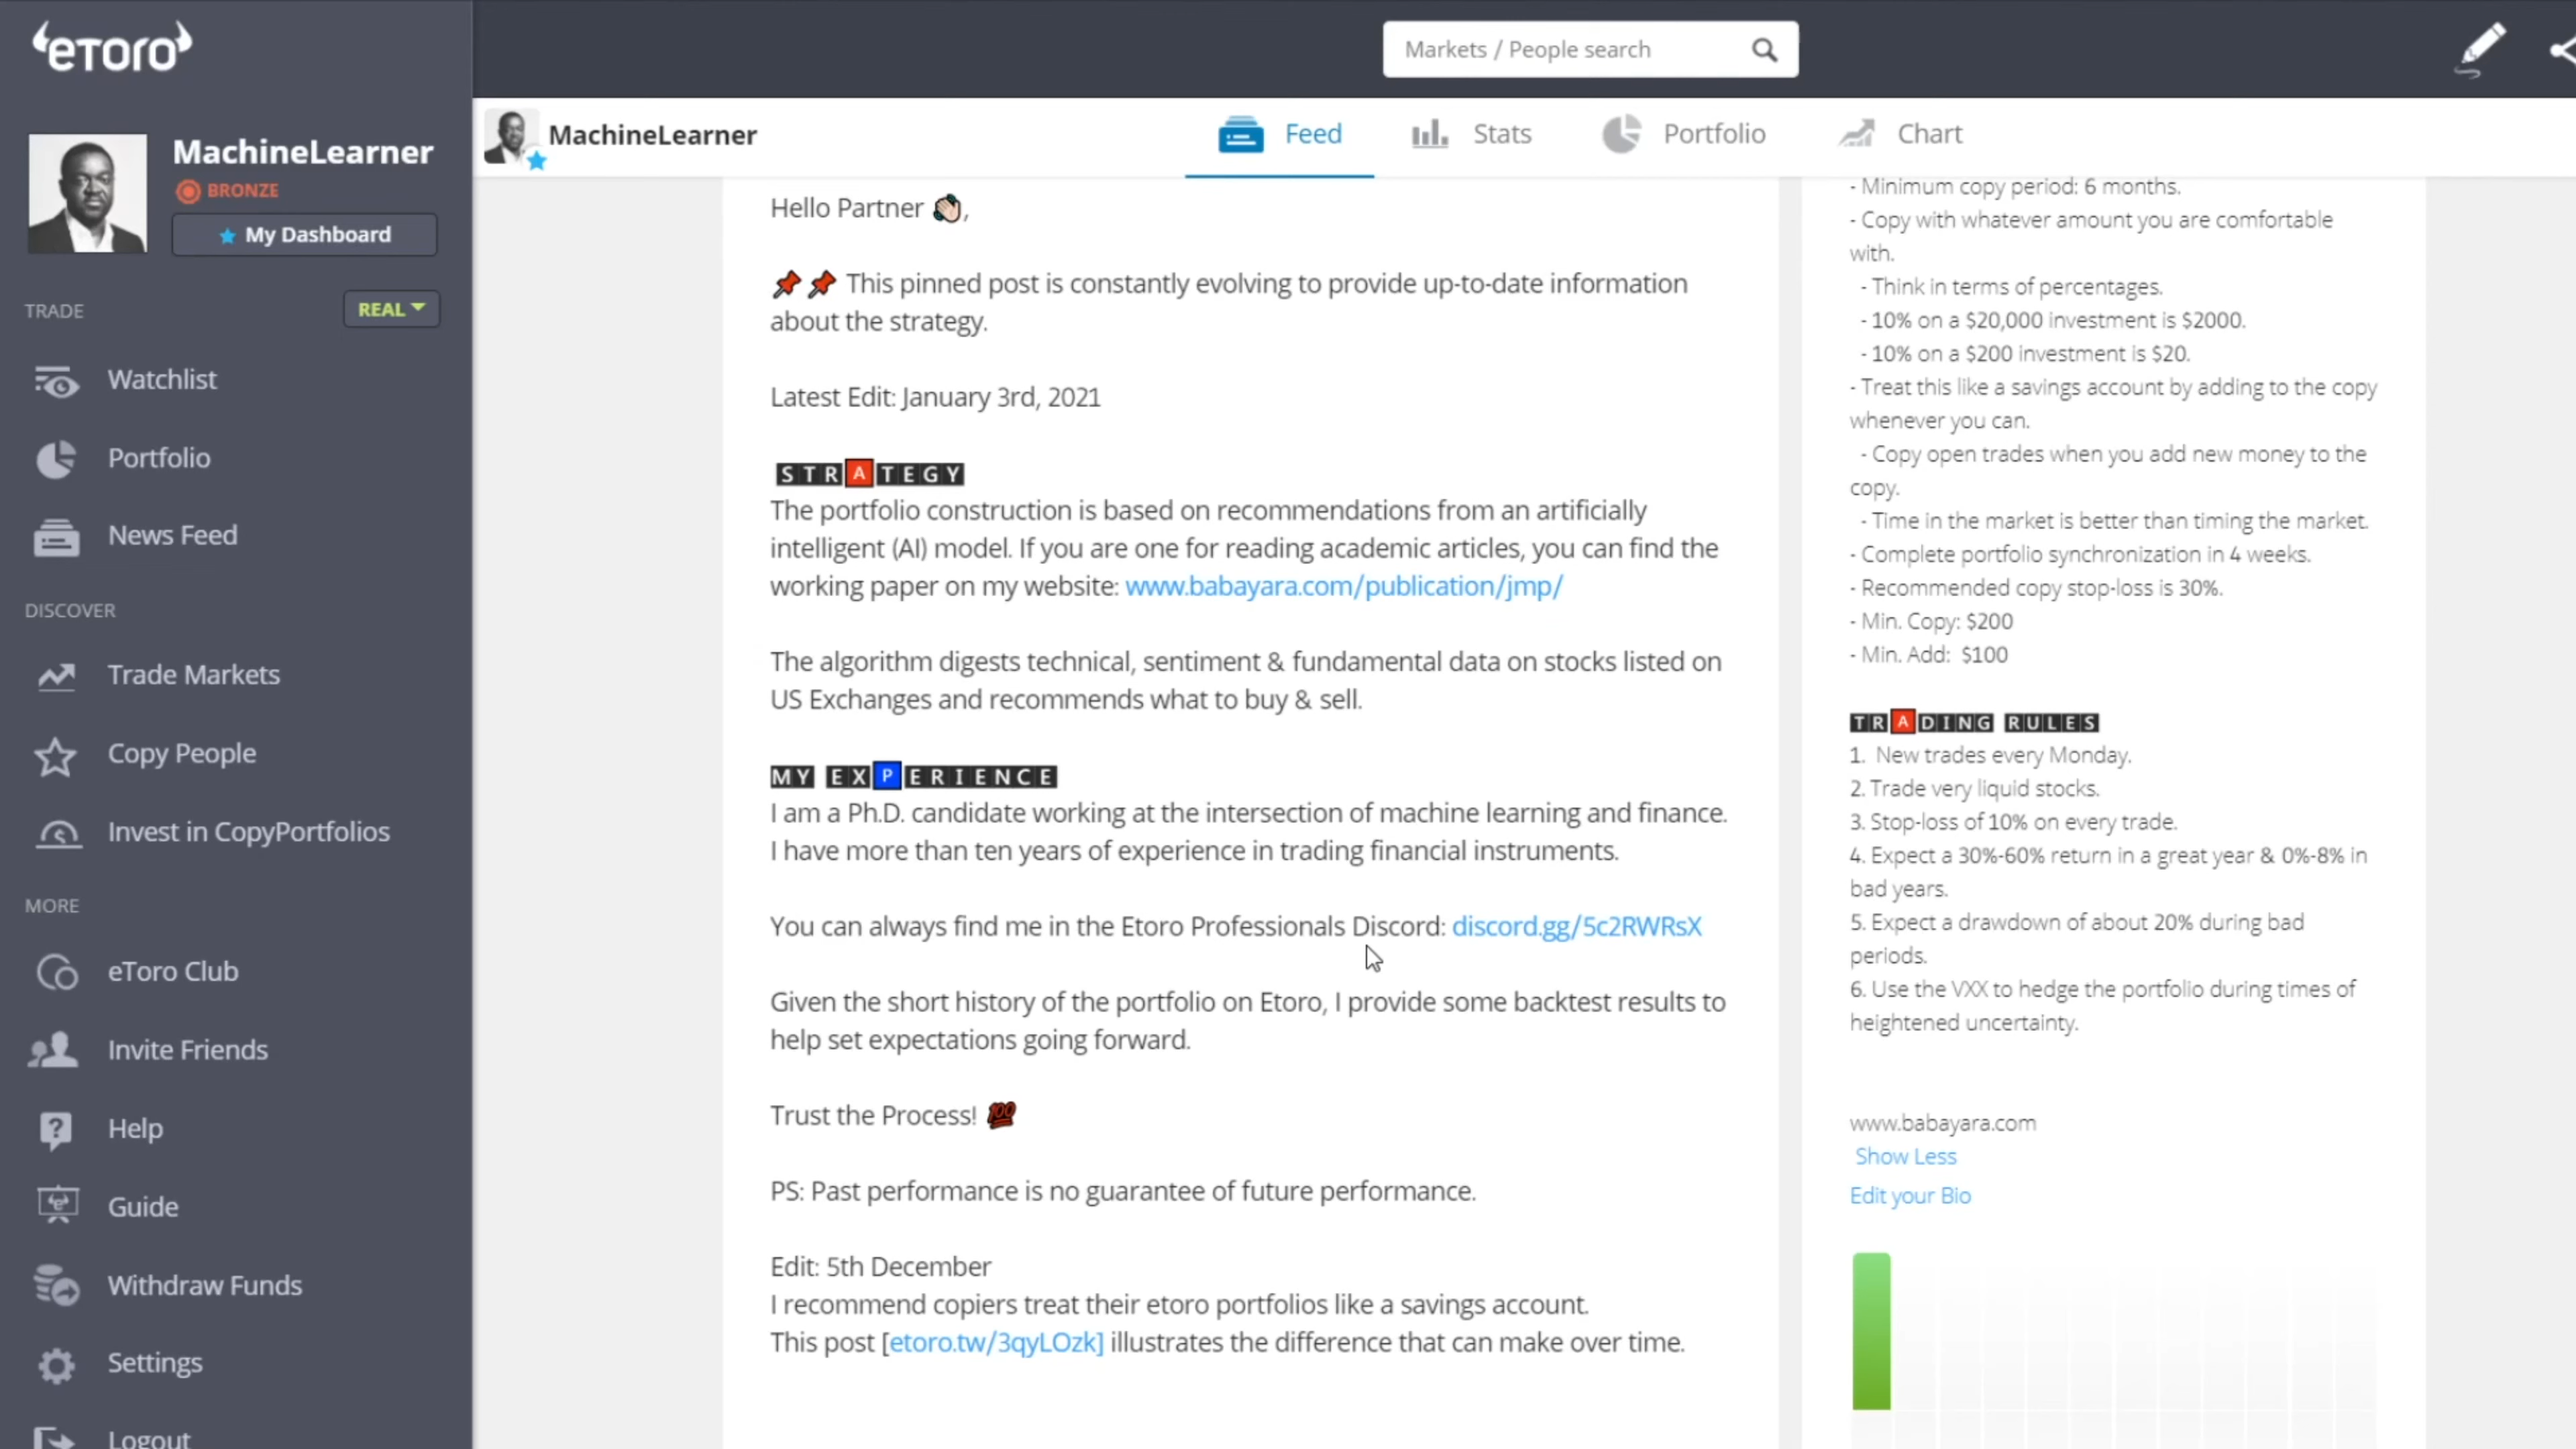 eTORO
Markets / People search
MachineLearner
BRONZE
My Dashboard
TRADE
REAL
Watchlist
Portfolio
News Feed
DISCOVER
Trade Markets
Copy People
Invest in CopyPortfolios
MORE
eToro Club
Invite Friends
Help
Guide
Withdraw Funds
Settings
Logout
MachineLearner
Feed
Stats
Portfolio
Chart
Hello Partner 👏,
📌📌 This pinned post is constantly evolving to provide up-to-date information
about the strategy.
Latest Edit: January 3rd, 2021
STRATEGY
The portfolio construction is based on recommendations from an artificially
intelligent (AI) model. If you are one for reading academic articles, you can find the
working paper on my website: www.babayara.com/publication/jmp/
The algorithm digests technical, sentiment & fundamental data on stocks listed on
US Exchanges and recommends what to buy & sell.
MY EXPERIENCE
I am a Ph.D. candidate working at the intersection of machine learning and finance.
I have more than ten years of experience in trading financial instruments.
You can always find me in the Etoro Professionals Discord: discord.gg/5c2RWRsX
Given the short history of the portfolio on Etoro, I provide some backtest results to
help set expectations going forward.
Trust the Process! 💯
PS: Past performance is no guarantee of future performance.
Edit: 5th December
I recommend copiers treat their etoro portfolios like a savings account.
This post [etoro.tw/3qyLOzk] illustrates the difference that can make over time.
- Minimum copy period: 6 months.
- Copy with whatever amount you are comfortable
with.
- Think in terms of percentages.
- 10% on a $20,000 investment is $2000.
- 10% on a $200 investment is $20.
- Treat this like a savings account by adding to the copy
whenever you can.
- Copy open trades when you add new money to the
copy.
- Time in the market is better than timing the market.
- Complete portfolio synchronization in 4 weeks.
- Recommended copy stop-loss is 30%.
- Min. Copy: $200
- Min. Add: $100
TRADING RULES
1. New trades every Monday.
2. Trade very liquid stocks.
3. Stop-loss of 10% on every trade.
4. Expect a 30%-60% return in a great year & 0%-8% in
bad years.
5. Expect a drawdown of about 20% during bad
periods.
6. Use the VXX to hedge the portfolio during times of
heightened uncertainty.
www.babayara.com
Show Less
Edit your Bio